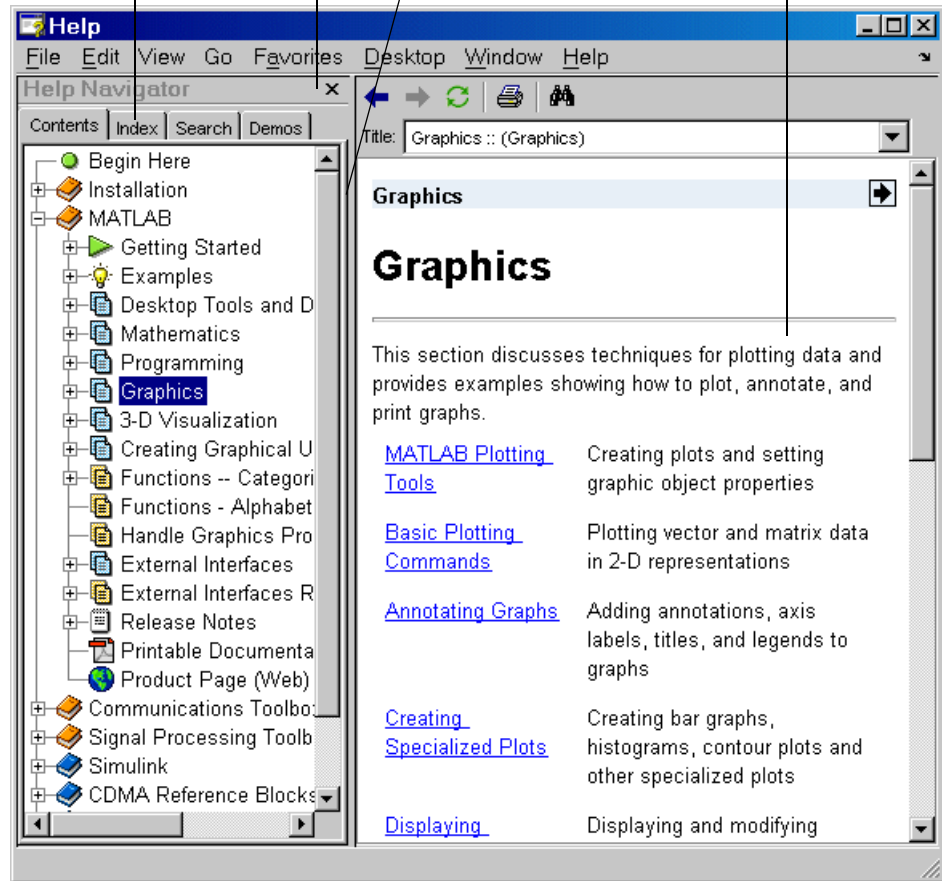 Help
File Edit View Go Favorites Desktop Window Help
Help Navigator
Contents Index Search Demos
Begin Here
Installation
MATLAB
Getting Started
Examples
Desktop Tools and D
Mathematics
Programming
Graphics
3-D Visualization
Creating Graphical U
Functions -- Categori
Functions - Alphabet
Handle Graphics Pro
External Interfaces
External Interfaces R
Release Notes
Printable Documenta
Product Page (Web)
Communications Toolbo
Signal Processing Toolb
Simulink
CDMA Reference Blocks
Title: Graphics :: (Graphics)
Graphics
Graphics
This section discusses techniques for plotting data and
provides examples showing how to plot, annotate, and
print graphs.
MATLAB Plotting Creating plots and setting
Tools graphic object properties
Basic Plotting Plotting vector and matrix data
Commands in 2-D representations
Annotating Graphs Adding annotations, axis
labels, titles, and legends to
graphs
Creating Creating bar graphs,
Specialized Plots histograms, contour plots and
other specialized plots
Displaying Displaying and modifying